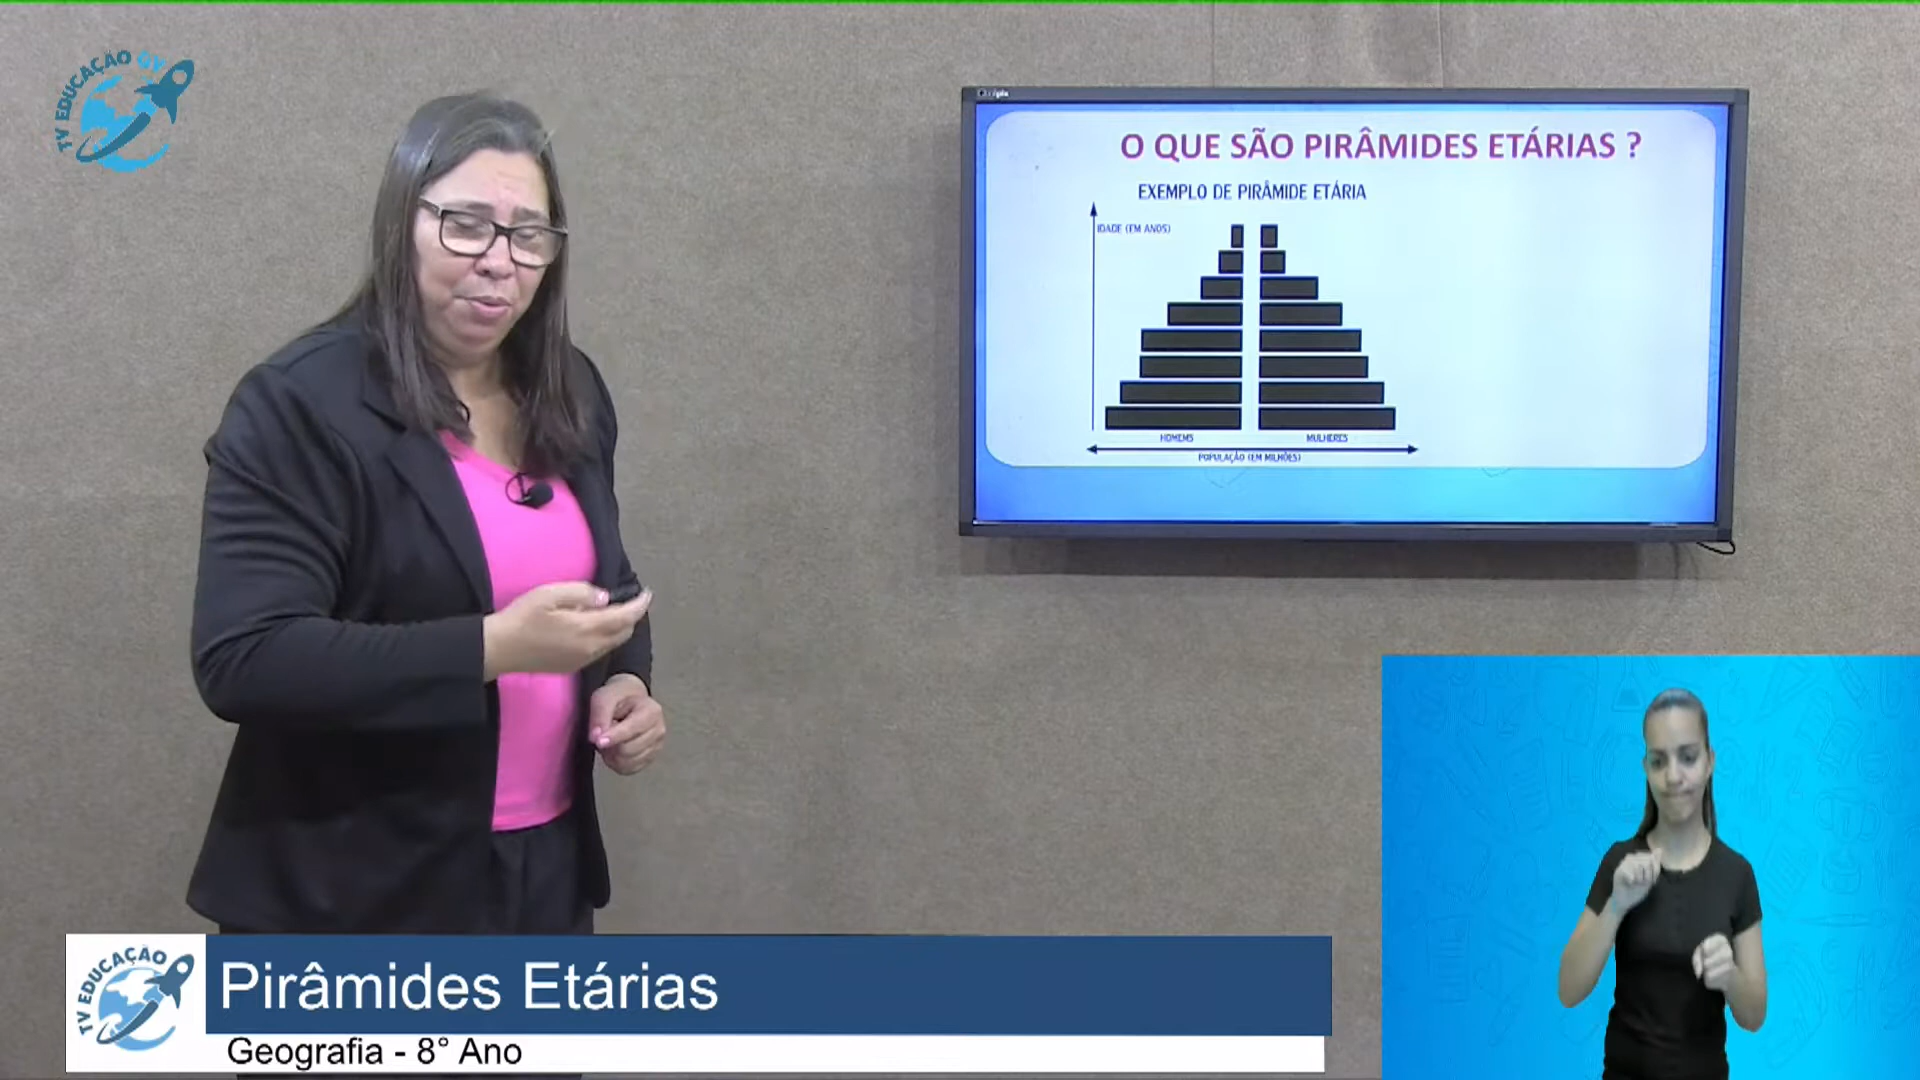 TV EDUCAÇÃO GV
O QUE SÃO PIRÂMIDES ETÁRIAS ?
EXEMPLO DE PIRÂMIDE ETÁRIA
IDADE (EM ANOS)
HOMENS
MULHERES
POPULAÇÃO (EM MILHÕES)
TV EDUCAÇÃO
Pirâmides Etárias
Geografia - 8° Ano